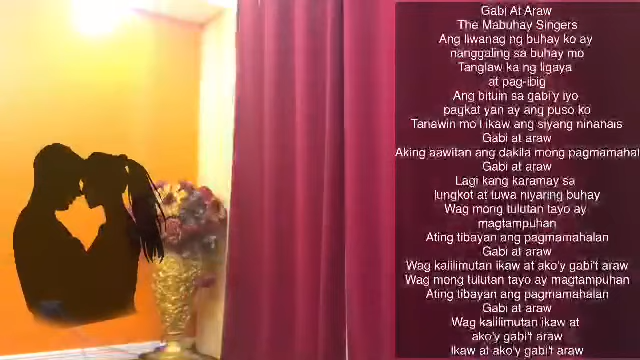 Gabi At Araw
The Mabuhay Singers
Ang liwanag ng buhay ko ay
nanggaling sa buhay mo
Tanglaw ka ng ligaya
at pag-ibig
Ang bituin sa gabi'y iyo
pagkat yan ay ang puso ko
Tanawin mo't ikaw ang siyang ninanais
Gabi at araw
Aking aawitan ang dakila mong pagmamahal
Gabi at araw
Lagi kang karamay sa
lungkot at tuwa niyaring buhay
Wag mong tulutan tayo ay
magtampuhan
Ating tibayan ang pagmamahalan
Gabi at araw
Wag kalilimutan ikaw at ako'y gabi't araw
Wag mong tulutan tayo ay magtampuhan
Ating tibayan ang pagmamahalan
Gabi at araw
Wag kalilimutan ikaw at
ako'y gabi't araw
Ikaw at ako'y gabi't araw